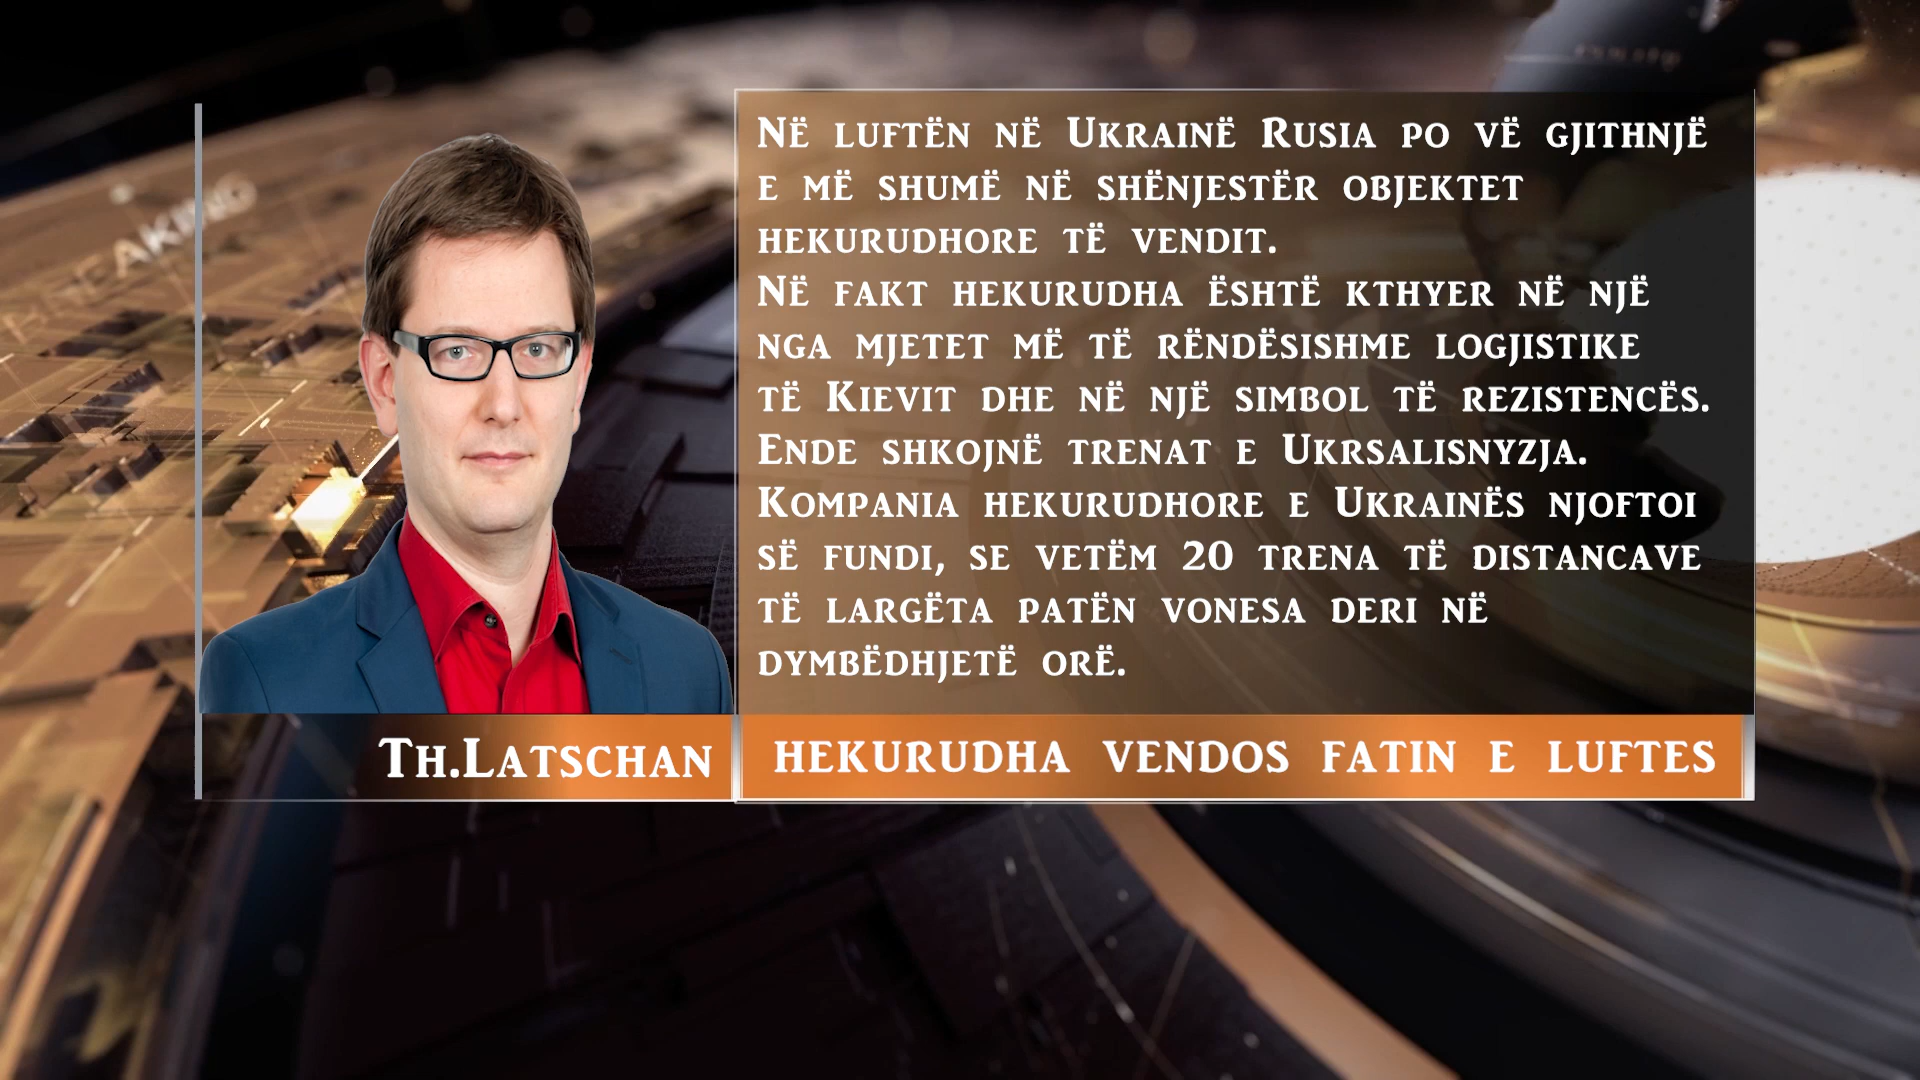 Në luftën në Ukrainë Rusia po vë gjithnjë
e më shumë në shënjestër objektet
hekurudhore të vendit.
Në fakt hekurudha është kthyer në një
nga mjetet më të rëndësishme logjistike
të Kievit dhe në një simbol të rezistencës.
Ende shkojnë trenat e Ukrsalisnyzja.
Kompania hekurudhore e Ukrainës njoftoi
së fundi, se vetëm 20 trena të distancave
të largëta patën vonesa deri në
dymbëdhjetë orë.
Th.Latschan
HEKURUDHA VENDOS FATIN E LUFTES